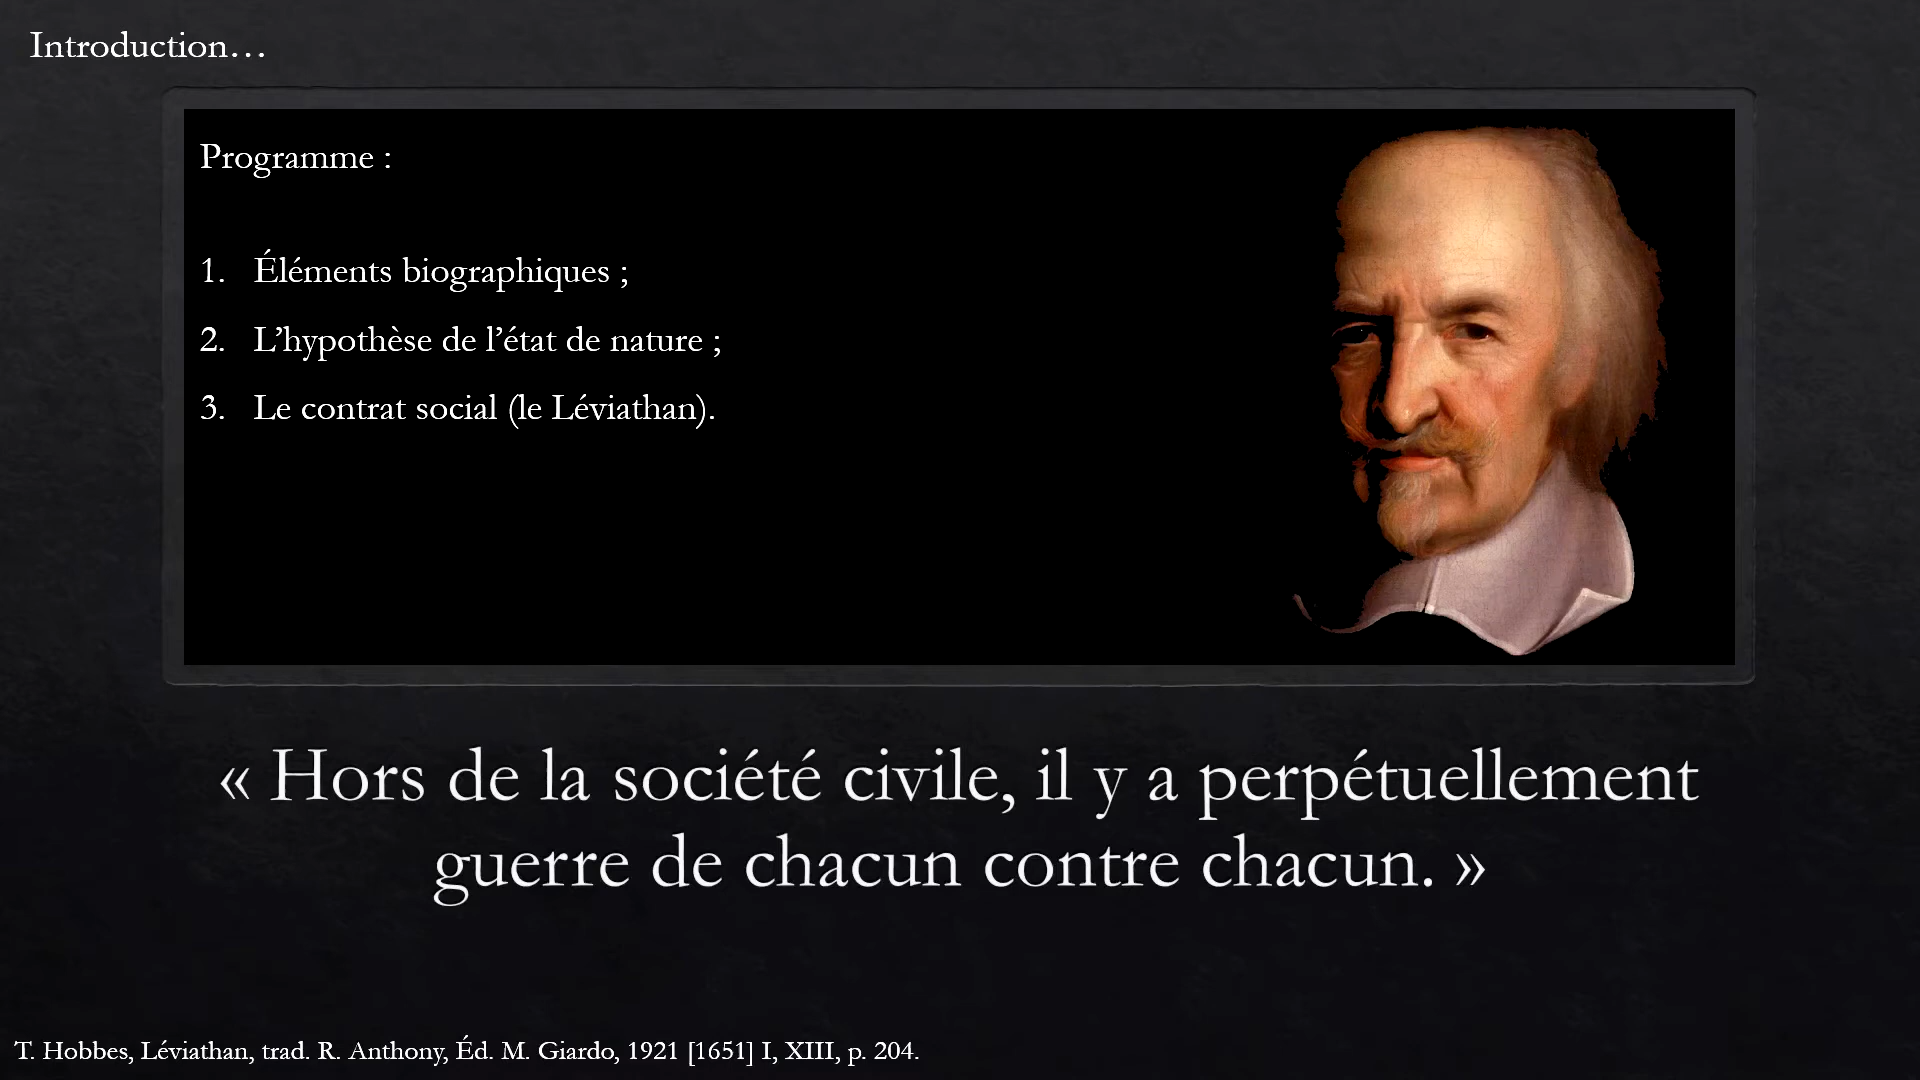 Introduction…
Programme :
1. Éléments biographiques ;
2. L’hypothèse de l’état de nature ;
3. Le contrat social (le Léviathan).
« Hors de la société civile, il y a perpétuellement
guerre de chacun contre chacun. »
T. Hobbes, Léviathan, trad. R. Anthony, Éd. M. Giardo, 1921 [1651] I, XIII, p. 204.